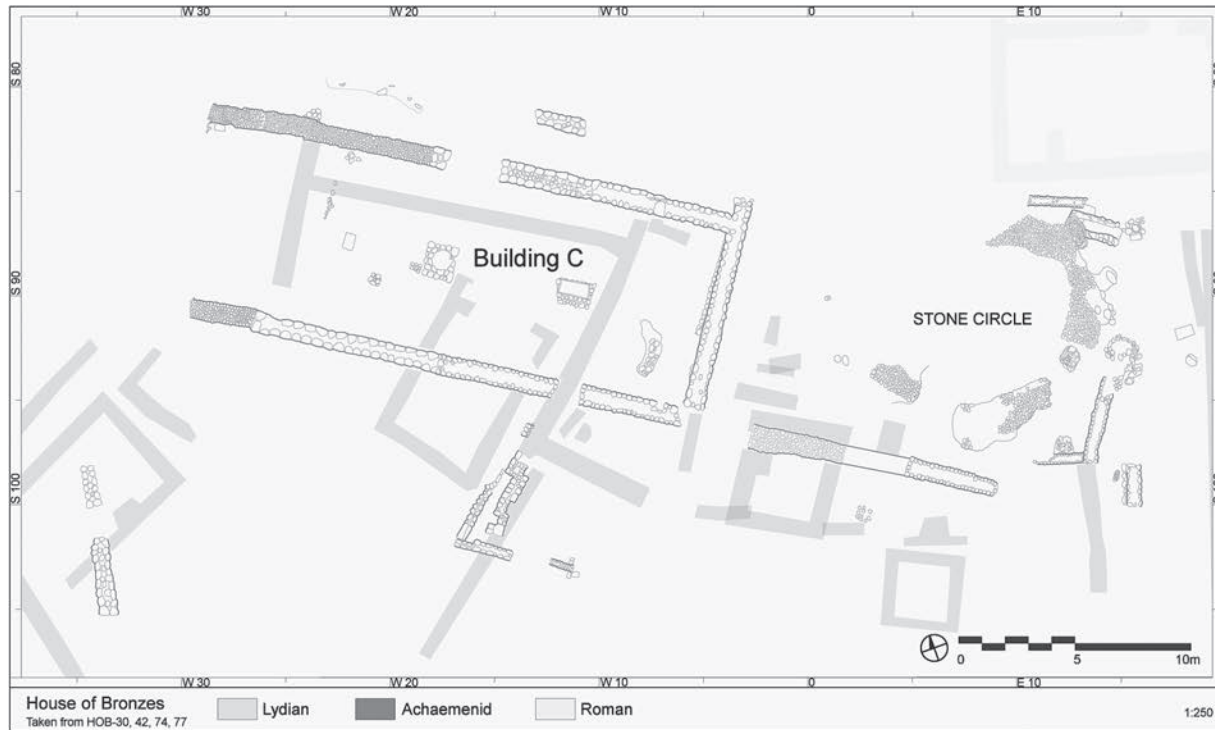 W 30 W 20 W 10 0 E 10
S 80
S 90
S 100
Building C
STONE CIRCLE
0 5 10m
W 30 W 20 W 10 0 E 10
House of Bronzes
Taken from HOB-30, 42, 74, 77
Lydian Achaemenid Roman
1:250